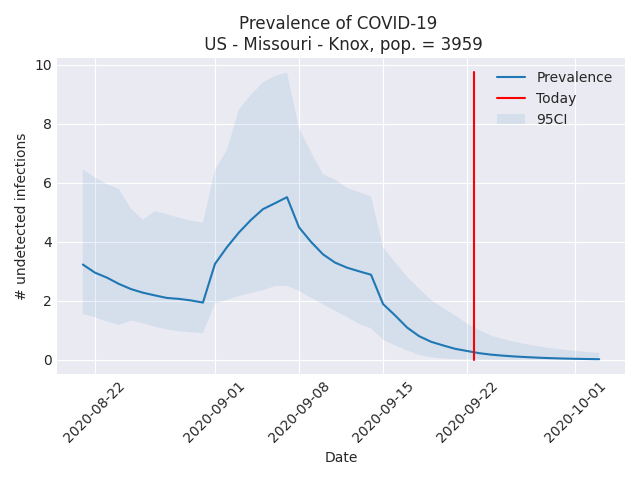 Prevalence of COVID-19
US - Missouri - Knox, pop. = 3959
Prevalence
Today
95CI
# undetected infections
10
8
6
4
2
0
2020-08-22
2020-09-01
2020-09-08
2020-09-15
2020-09-22
2020-10-01
Date